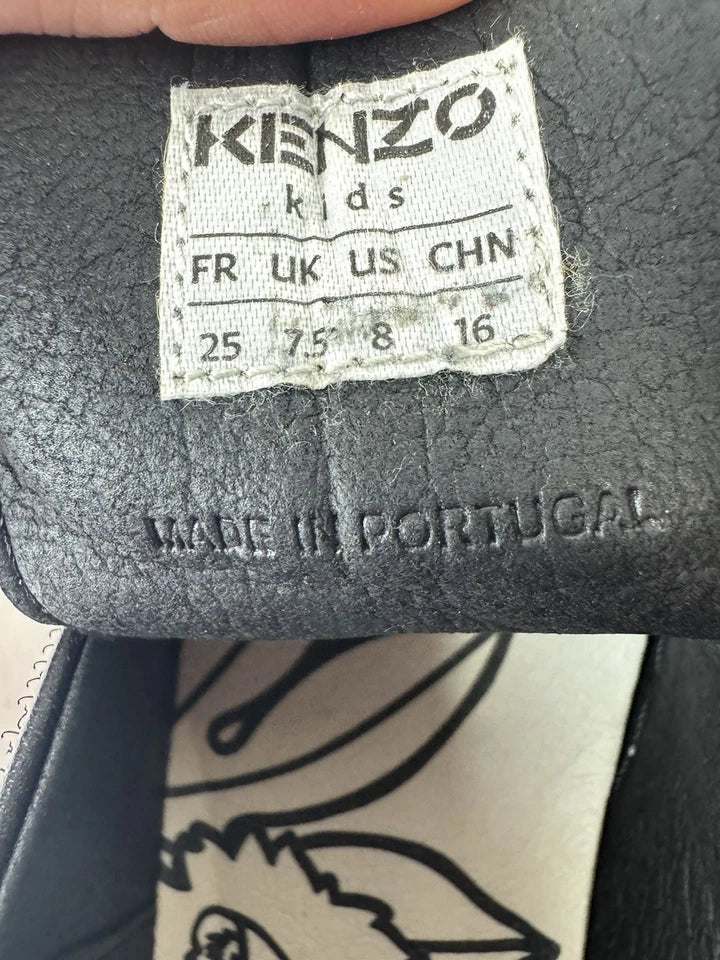 KENZO
kids
FR UK US CHN
25 7.5 8 16
MADE IN PORTUGAL